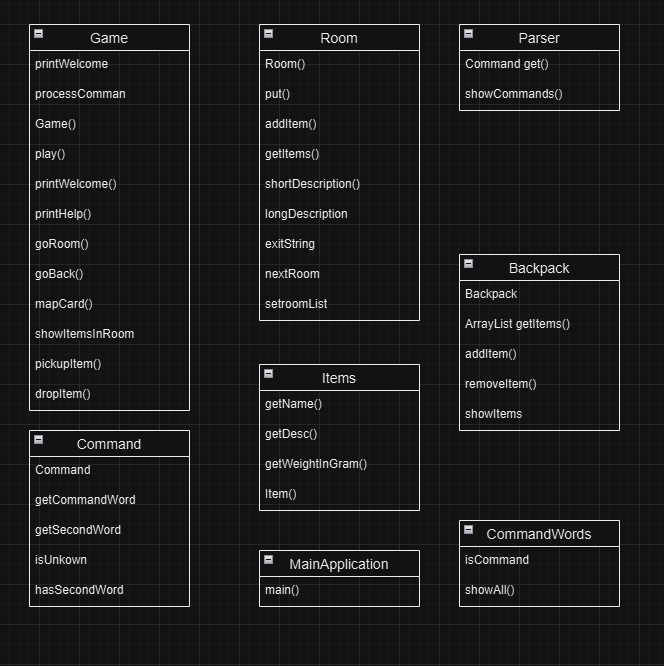 Game
printWelcome
processComman
Game()
play()
printWelcome()
printHelp()
goRoom()
goBack()
mapCard()
showItemsInRoom
pickupItem()
dropItem()
Command
Command
getCommandWord
getSecondWord
isUnkown
hasSecondWord
Room
Room()
put()
addItem()
getItems()
shortDescription()
longDescription
exitString
nextRoom
setroomList
Items
getName()
getDesc()
getWeightInGram()
Item()
MainApplication
main()
Parser
Command get()
showCommands()
Backpack
Backpack
ArrayList getItems()
addItem()
removeItem()
showItems
CommandWords
isCommand
showAll()